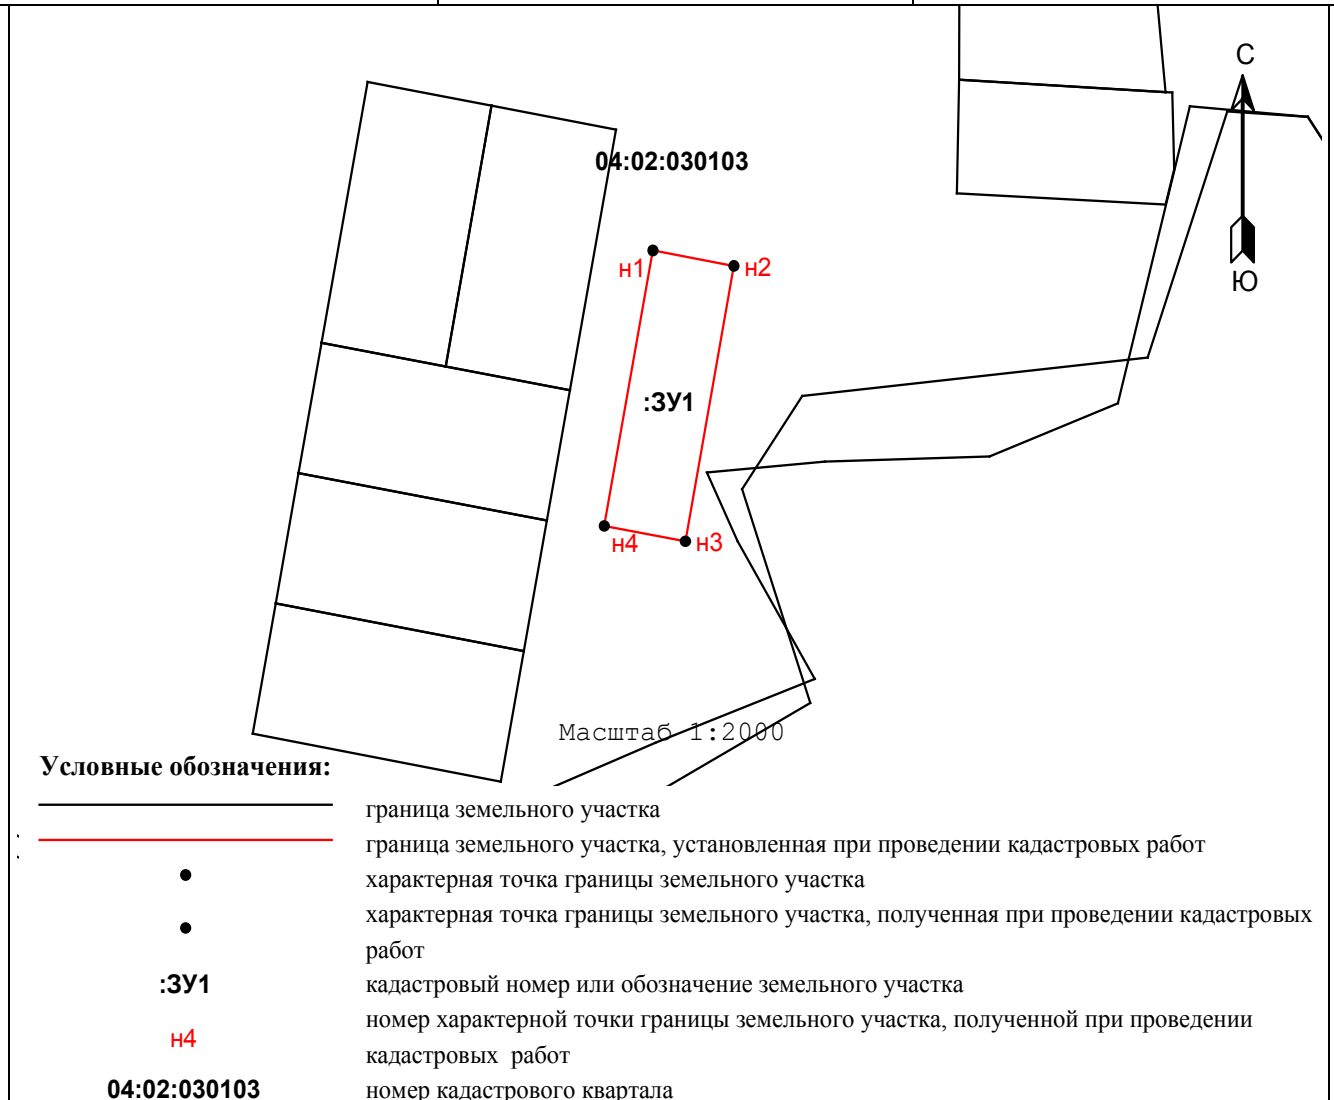 С
04:02:030103
н1
н2
Ю
:ЗУ1
н4
н3
Масштаб 1:2000
Условные обозначения:
граница земельного участка
граница земельного участка, установленная при проведении кадастровых работ
характерная точка границы земельного участка
характерная точка границы земельного участка, полученная при проведении кадастровых
работ
:ЗУ1
кадастровый номер или обозначение земельного участка
н4
номер характерной точки границы земельного участка, полученной при проведении
кадастровых работ
04:02:030103
номер кадастрового квартала